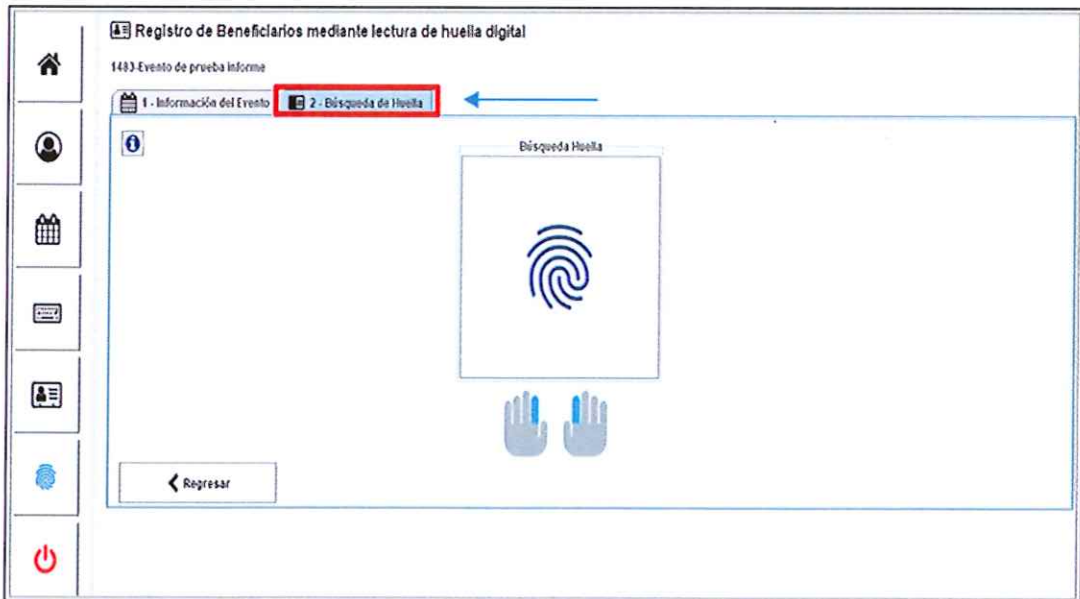 Registro de Beneficiarios mediante lectura de huella digital
1483-Evento de prueba informe
1 - Información del Evento
2 - Búsqueda de Huella
Búsqueda Huella
Regresar